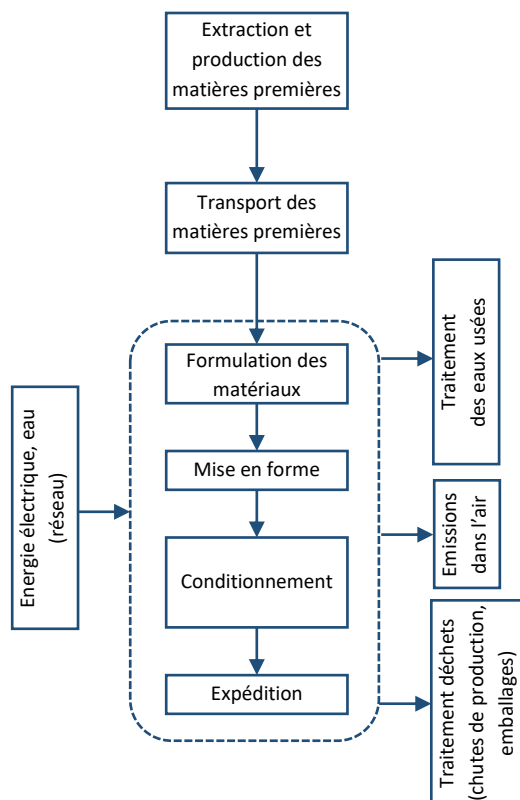 Extraction et
production des
matières premières
Transport des
matières premières
Formulation des
matériaux
Mise en forme
Conditionnement
Expédition
Energie électrique, eau
(réseau)
Traitement
des eaux usées
Emissions
dans l'air
Traitement déchets
(chutes de production,
emballages)